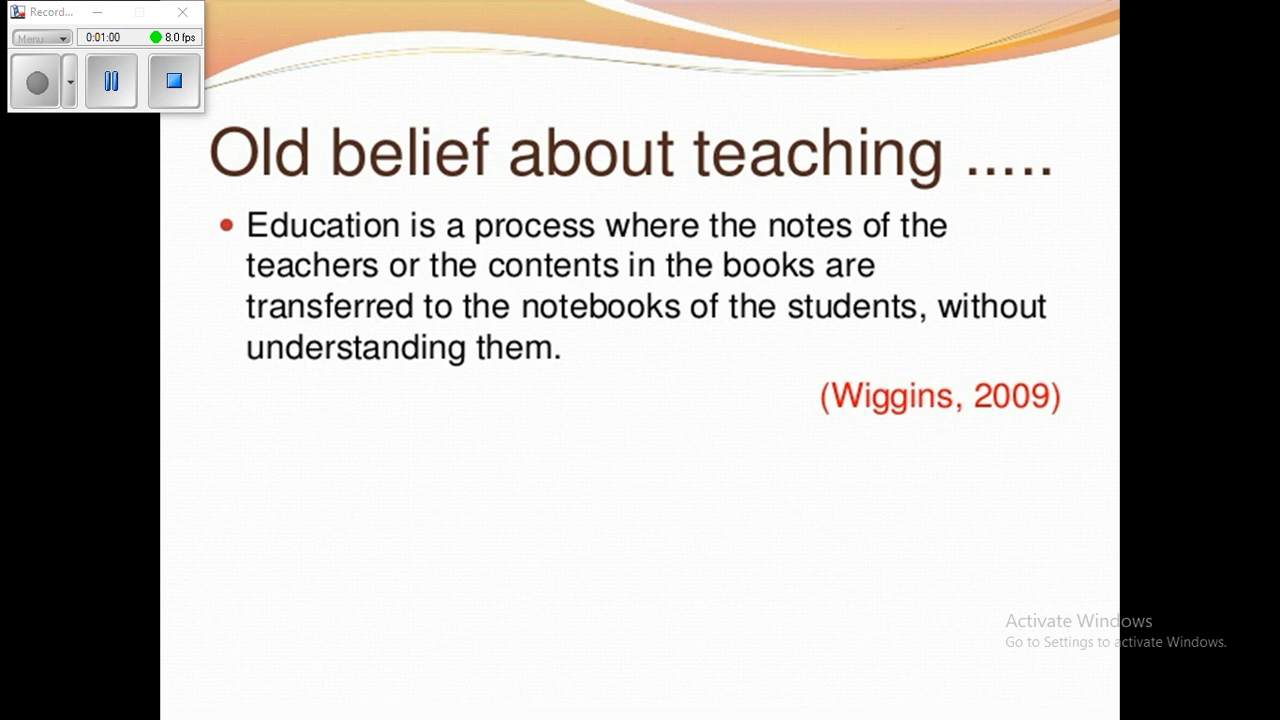 Record...
Menu
0:01:00
8.0 fps
Old belief about teaching .....
Education is a process where the notes of the
teachers or the contents in the books are
transferred to the notebooks of the students, without
understanding them.
(Wiggins, 2009)
Activate Windows
Go to Settings to activate Windows.